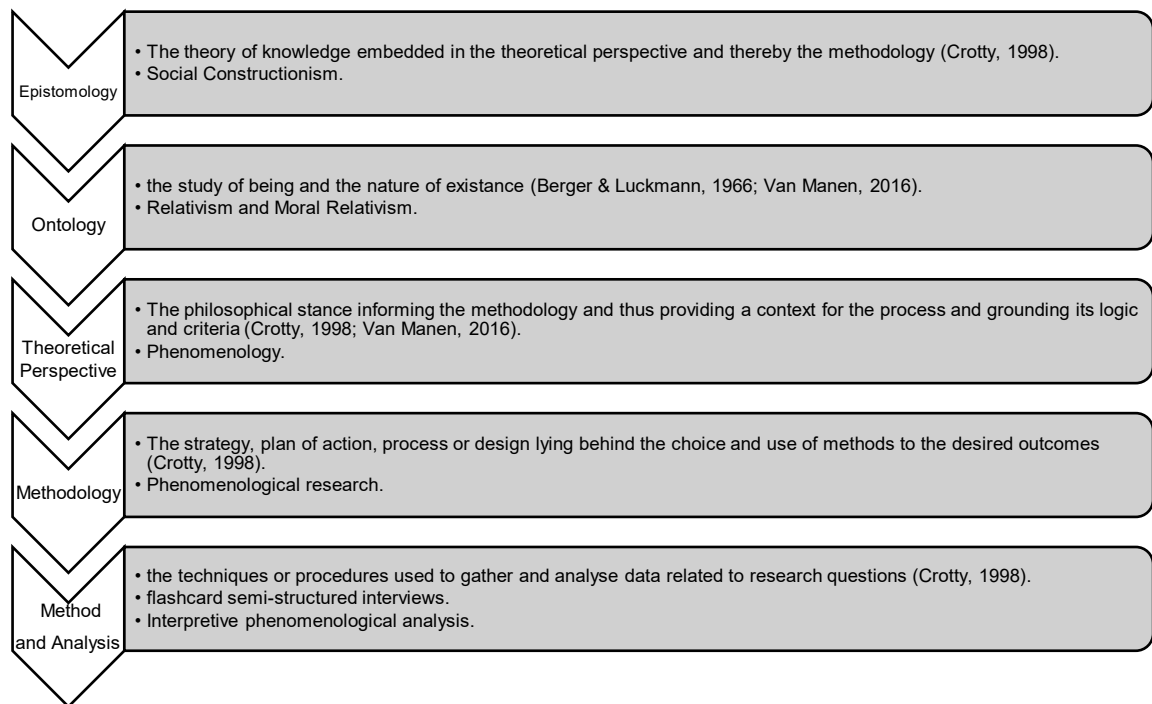 Epistomology
• The theory of knowledge embedded in the theoretical perspective and thereby the methodology (Crotty, 1998).
• Social Constructionism.
Ontology
• the study of being and the nature of existance (Berger & Luckmann, 1966; Van Manen, 2016).
• Relativism and Moral Relativism.
Theoretical
Perspective
• The philosophical stance informing the methodology and thus providing a context for the process and grounding its logic
and criteria (Crotty, 1998; Van Manen, 2016).
• Phenomenology.
Methodology
• The strategy, plan of action, process or design lying behind the choice and use of methods to the desired outcomes
(Crotty, 1998).
• Phenomenological research.
Method
and Analysis
• the techniques or procedures used to gather and analyse data related to research questions (Crotty, 1998).
• flashcard semi-structured interviews.
• Interpretive phenomenological analysis.